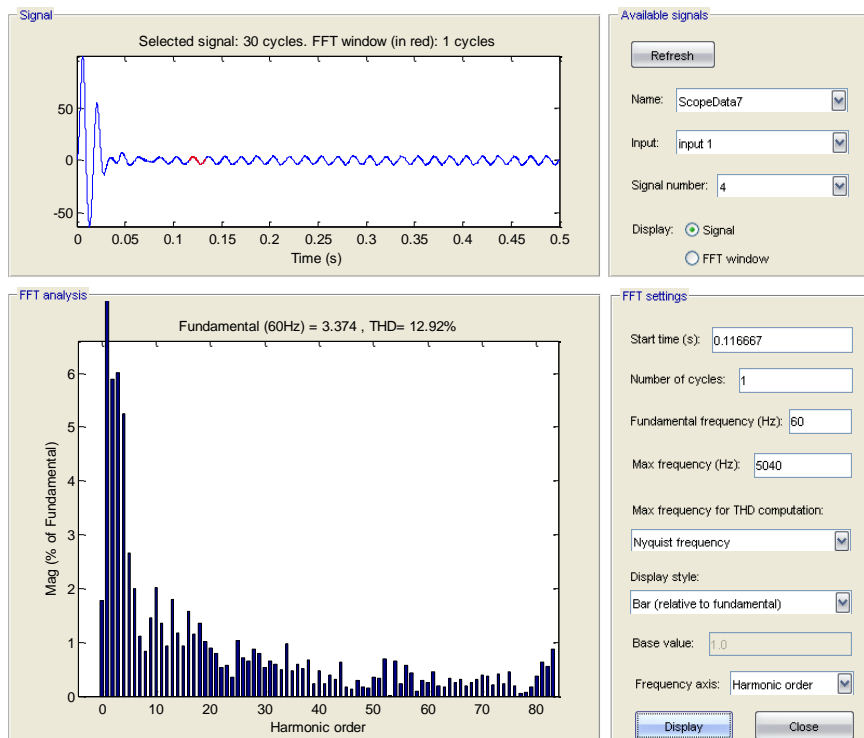 Signal
Selected signal: 30 cycles. FFT window (in red): 1 cycles
50
0
-50
0 0.05 0.1 0.15 0.2 0.25 0.3 0.35 0.4 0.45 0.5
Time (s)
Available signals
Refresh
Name: ScopeData7
Input: input 1
Signal number: 4
Display: Signal
FFT window
FFT analysis
Fundamental (60Hz) = 3.374 , THD= 12.92%
Mag (% of Fundamental)
6
5
4
3
2
1
0
0 10 20 30 40 50 60 70 80
Harmonic order
FFT settings
Start time (s): 0.116667
Number of cycles: 1
Fundamental frequency (Hz): 60
Max frequency (Hz): 5040
Max frequency for THD computation:
Nyquist frequency
Display style:
Bar (relative to fundamental)
Base value: 1.0
Frequency axis: Harmonic order
Display Close